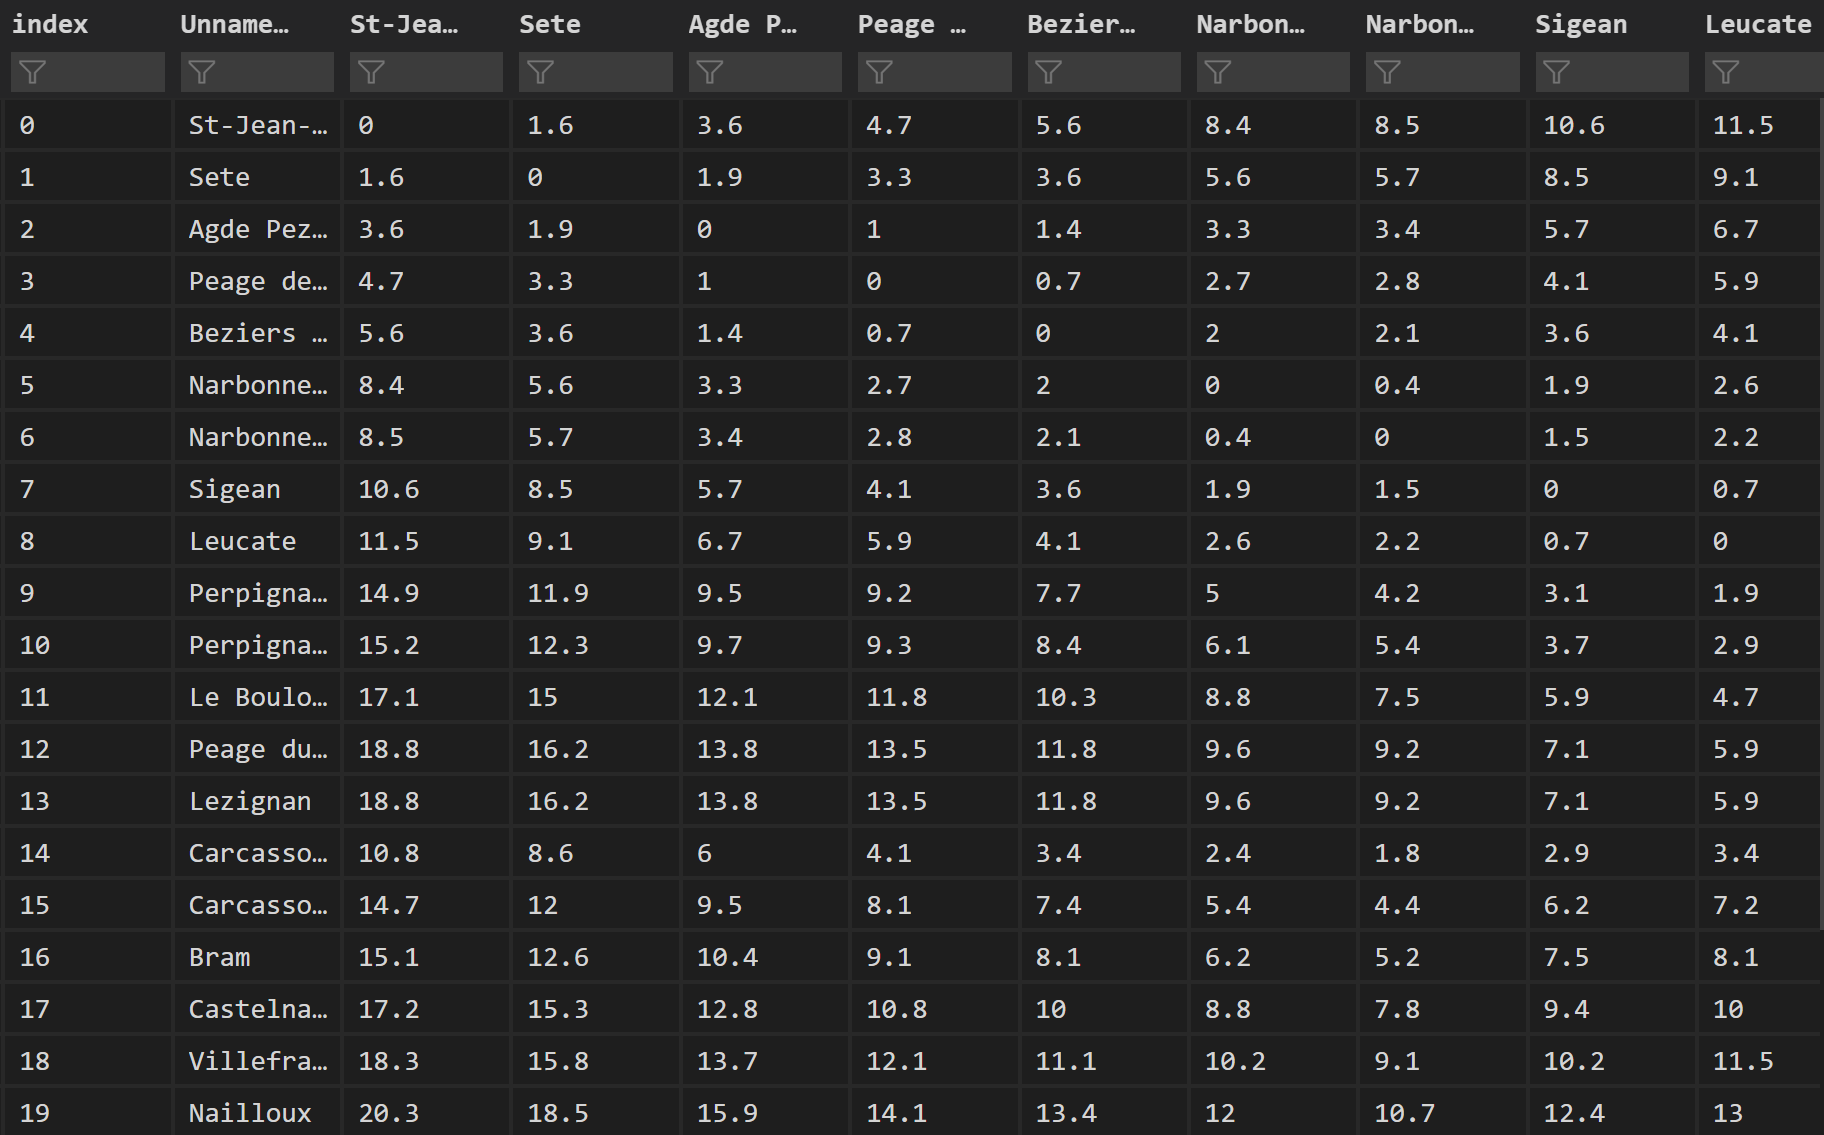 index Unname… St-Jea… Sete Agde P… Peage … Bezier… Narbon… Narbon… Sigean Leucate
0 St-Jean-… 0 1.6 3.6 4.7 5.6 8.4 8.5 10.6 11.5
1 Sete 1.6 0 1.9 3.3 3.6 5.6 5.7 8.5 9.1
2 Agde Pez… 3.6 1.9 0 1 1.4 3.3 3.4 5.7 6.7
3 Peage de… 4.7 3.3 1 0 0.7 2.7 2.8 4.1 5.9
4 Beziers … 5.6 3.6 1.4 0.7 0 2 2.1 3.6 4.1
5 Narbonne… 8.4 5.6 3.3 2.7 2 0 0.4 1.9 2.6
6 Narbonne… 8.5 5.7 3.4 2.8 2.1 0.4 0 1.5 2.2
7 Sigean 10.6 8.5 5.7 4.1 3.6 1.9 1.5 0 0.7
8 Leucate 11.5 9.1 6.7 5.9 4.1 2.6 2.2 0.7 0
9 Perpigna… 14.9 11.9 9.5 9.2 7.7 5 4.2 3.1 1.9
10 Perpigna… 15.2 12.3 9.7 9.3 8.4 6.1 5.4 3.7 2.9
11 Le Boulo… 17.1 15 12.1 11.8 10.3 8.8 7.5 5.9 4.7
12 Peage du… 18.8 16.2 13.8 13.5 11.8 9.6 9.2 7.1 5.9
13 Lezignan 18.8 16.2 13.8 13.5 11.8 9.6 9.2 7.1 5.9
14 Carcasso… 10.8 8.6 6 4.1 3.4 2.4 1.8 2.9 3.4
15 Carcasso… 14.7 12 9.5 8.1 7.4 5.4 4.4 6.2 7.2
16 Bram 15.1 12.6 10.4 9.1 8.1 6.2 5.2 7.5 8.1
17 Castelna… 17.2 15.3 12.8 10.8 10 8.8 7.8 9.4 10
18 Villefra… 18.3 15.8 13.7 12.1 11.1 10.2 9.1 10.2 11.5
19 Nailloux 20.3 18.5 15.9 14.1 13.4 12 10.7 12.4 13